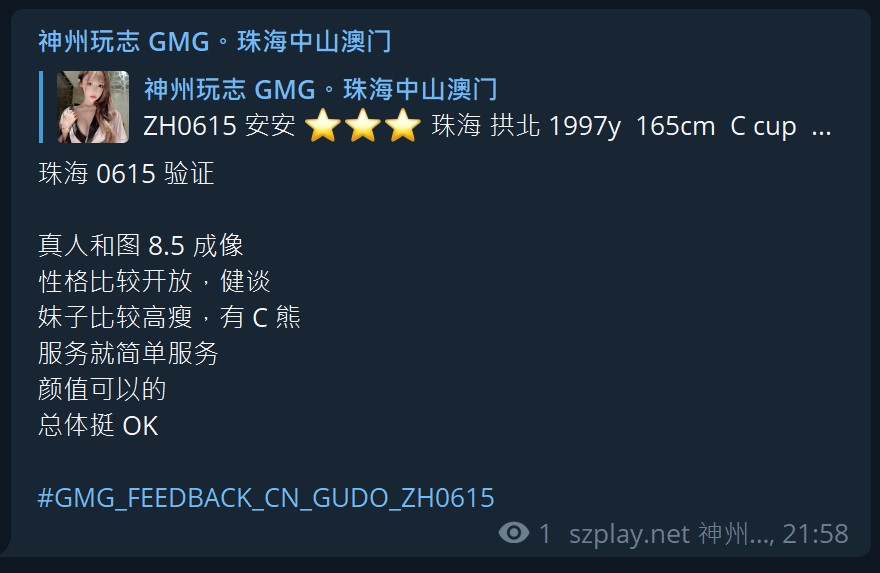 神州玩志 GMG。珠海中山澳门
神州玩志 GMG。珠海中山澳门
ZH0615 安安 ⭐⭐⭐ 珠海 拱北 1997y 165cm C cup ...
珠海 0615 验证
真人和图 8.5 成像
性格比较开放，健谈
妹子比较高瘦，有 C 熊
服务就简单服务
颜值可以的
总体挺 OK
#GMG_FEEDBACK_CN_GUDO_ZH0615
1 szplay.net 神州..., 21:58